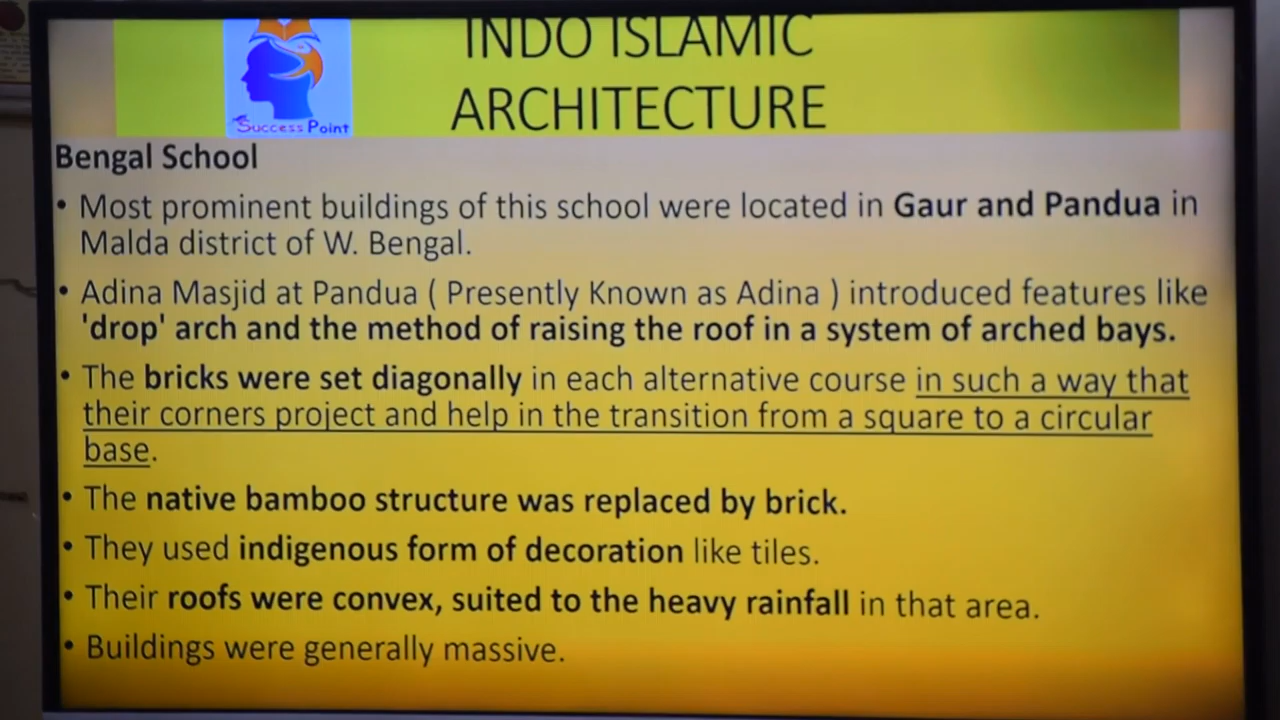 INDO ISLAMIC
ARCHITECTURE
Success Point
Bengal School
• Most prominent buildings of this school were located in Gaur and Pandua in
Malda district of W. Bengal.
• Adina Masjid at Pandua ( Presently Known as Adina ) introduced features like
'drop' arch and the method of raising the roof in a system of arched bays.
• The bricks were set diagonally in each alternative course in such a way that
their corners project and help in the transition from a square to a circular
base.
• The native bamboo structure was replaced by brick.
• They used indigenous form of decoration like tiles.
• Their roofs were convex, suited to the heavy rainfall in that area.
• Buildings were generally massive.